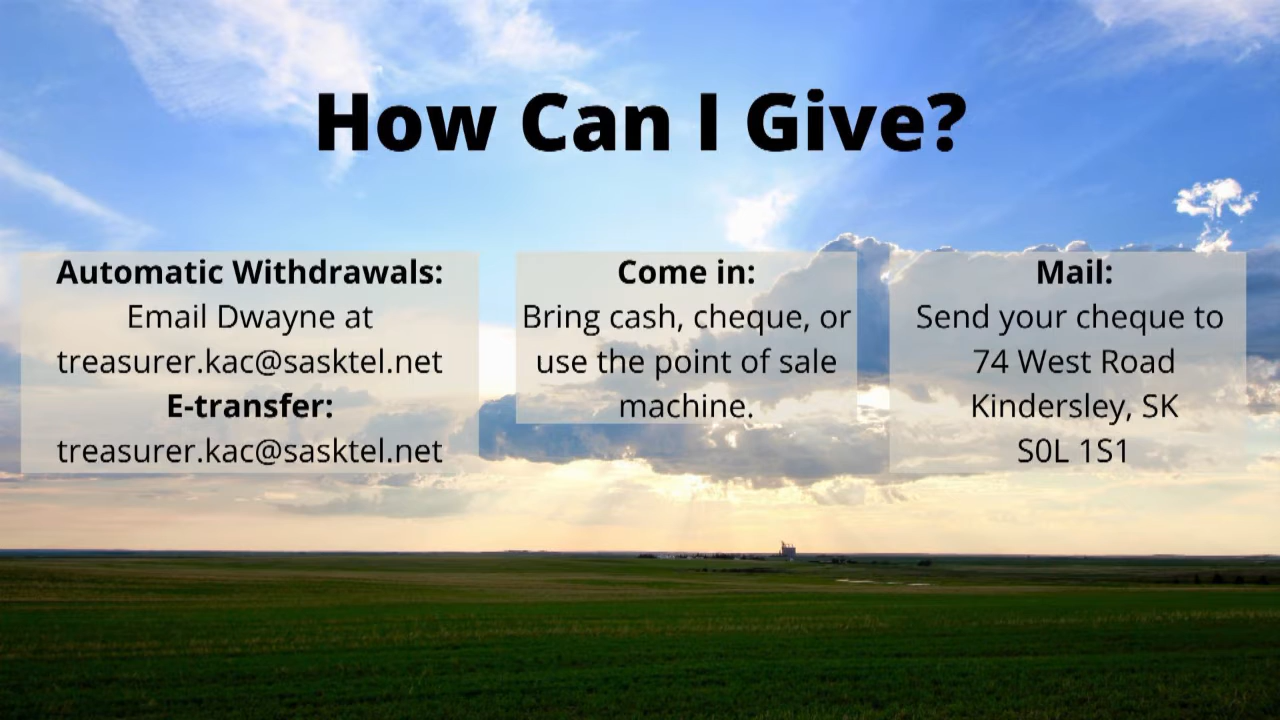 How Can I Give?
Automatic Withdrawals:
Email Dwayne at
treasurer.kac@sasktel.net
E-transfer:
treasurer.kac@sasktel.net
Come in:
Bring cash, cheque, or
use the point of sale
machine.
Mail:
Send your cheque to
74 West Road
Kindersley, SK
S0L 1S1